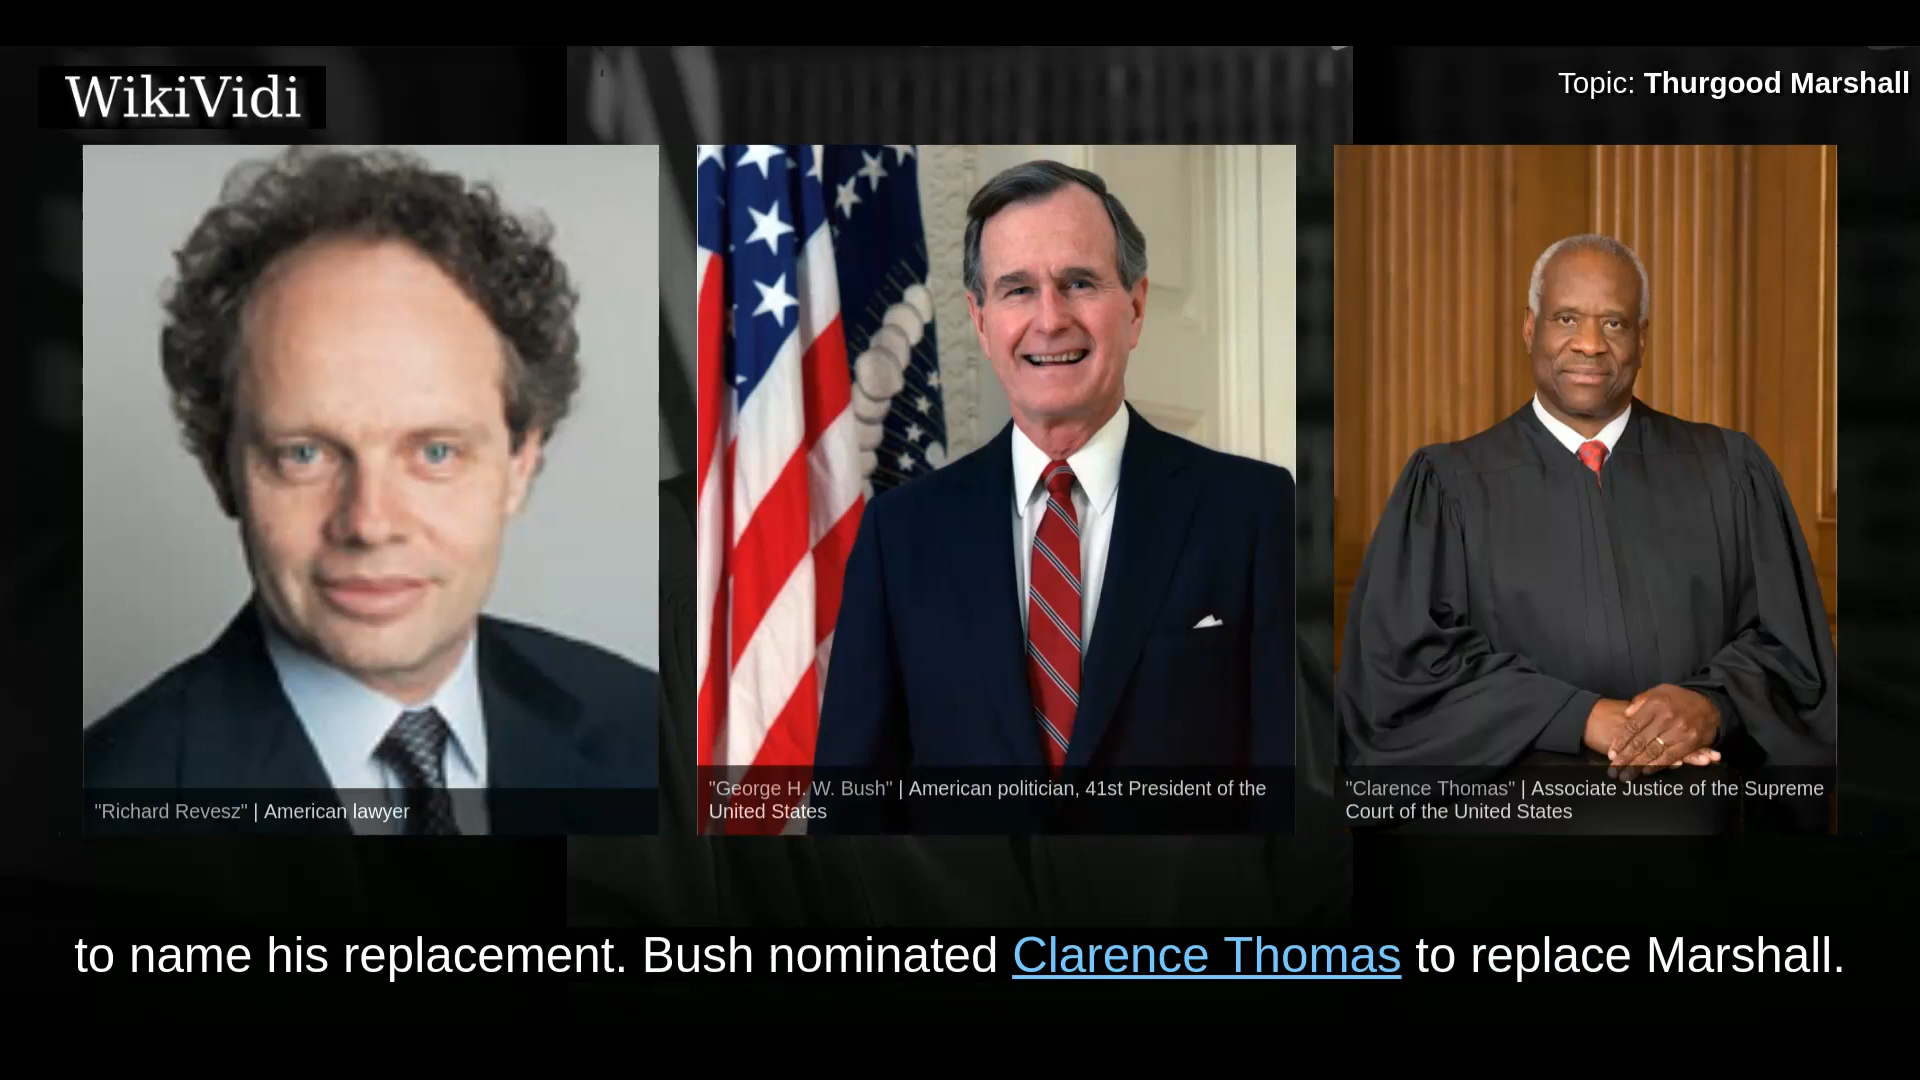 WikiVidi
Topic: Thurgood Marshall
"Richard Revesz" | American lawyer
"George H. W. Bush" | American politician, 41st President of the
United States
"Clarence Thomas" | Associate Justice of the Supreme
Court of the United States
to name his replacement. Bush nominated Clarence Thomas to replace Marshall.